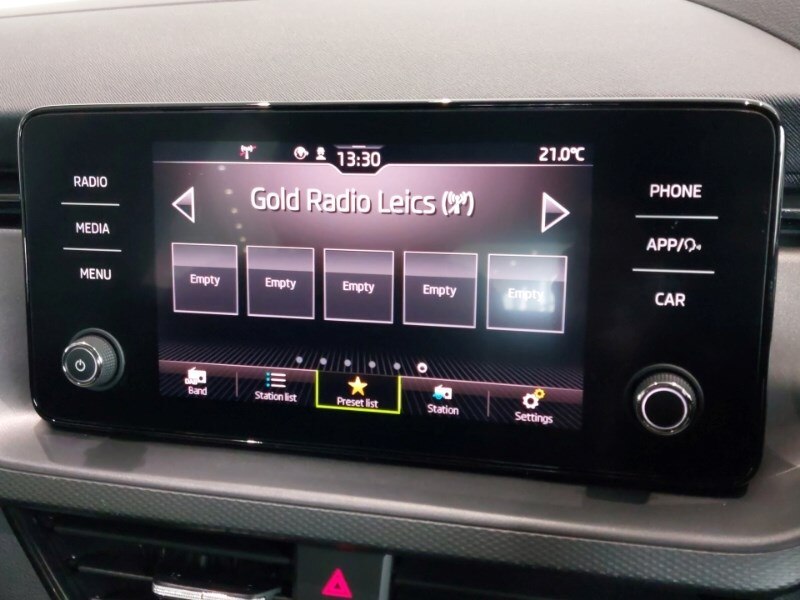 13:30 21.0°C
RADIO
MEDIA
MENU
Gold Radio Leics
Empty Empty Empty Empty Empty
DAB
Band Station list Preset list Station Settings
PHONE
APP/
CAR